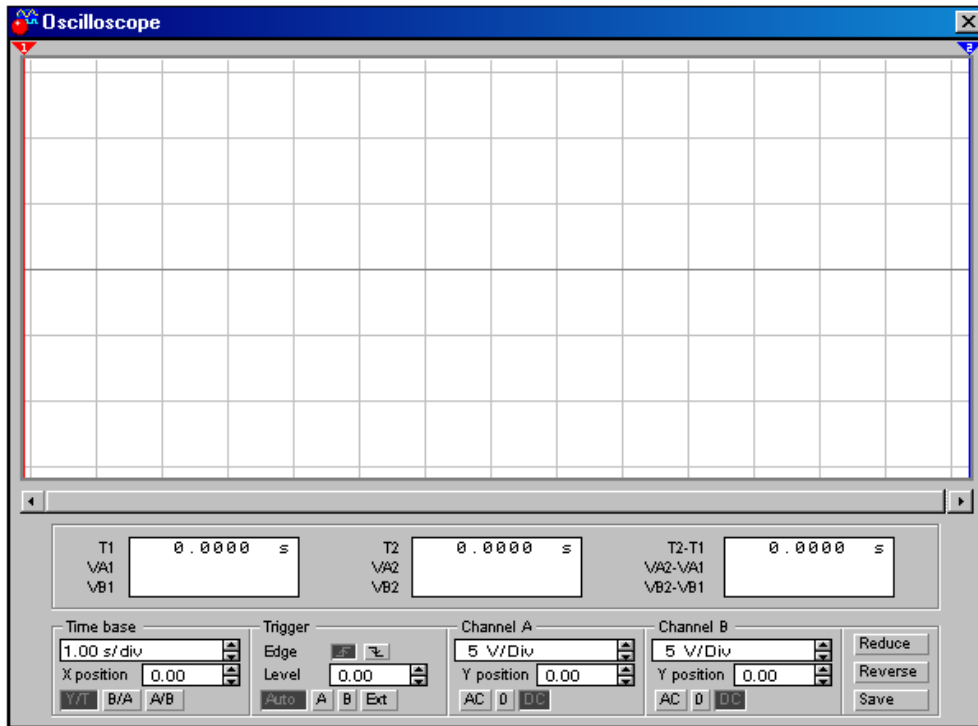 Oscilloscope
1 2
T1 0.0000 s T2 0.0000 s T2-T1 0.0000 s
VA1 VA2 VA2-VA1
VB1 VB2 VB2-VB1
Time base Trigger Channel A Channel B
1.00 s/div Edge 5 V/Div 5 V/Div Reduce
X position 0.00 Level 0.00 Y position 0.00 Y position 0.00 Reverse
Y/T B/A A/B Auto A B Ext AC 0 DC AC 0 DC Save